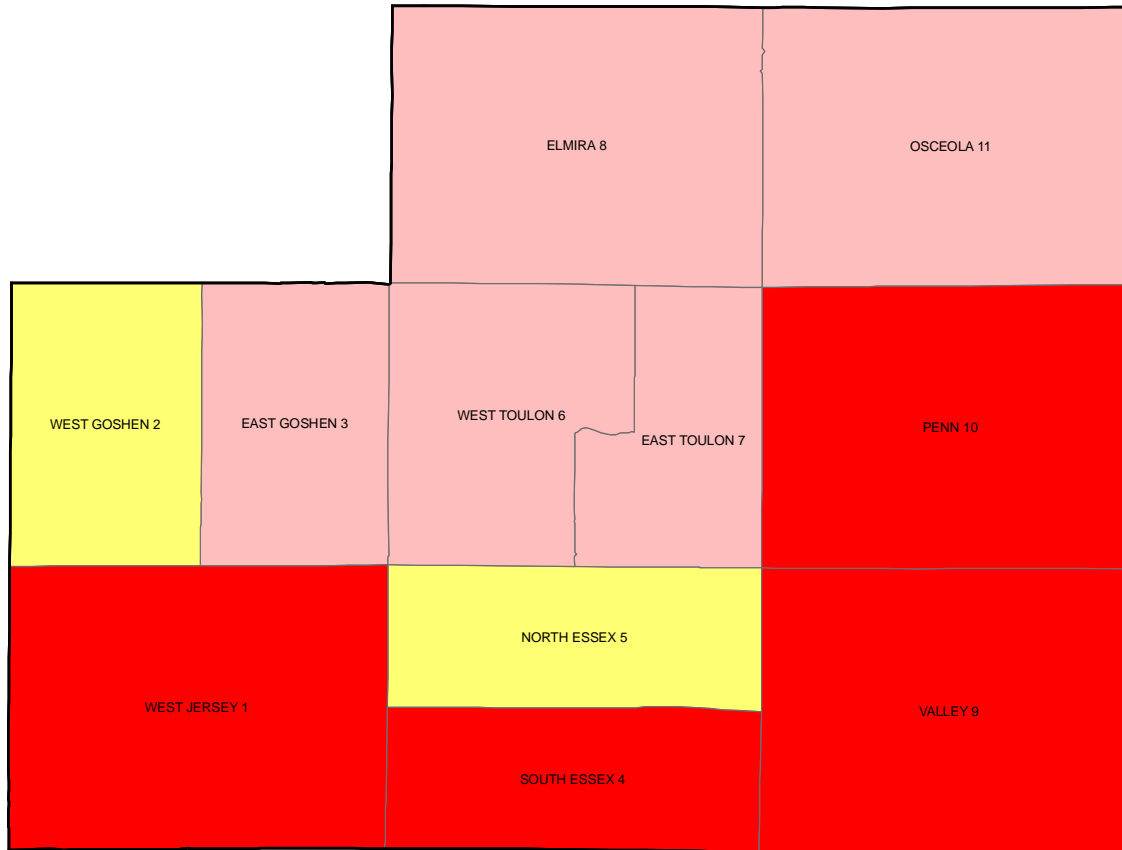 ELMIRA 8
OSCEOLA 11
WEST GOSHEN 2
EAST GOSHEN 3
WEST TOULON 6
EAST TOULON 7
PENN 10
NORTH ESSEX 5
WEST JERSEY 1
VALLEY 9
SOUTH ESSEX 4